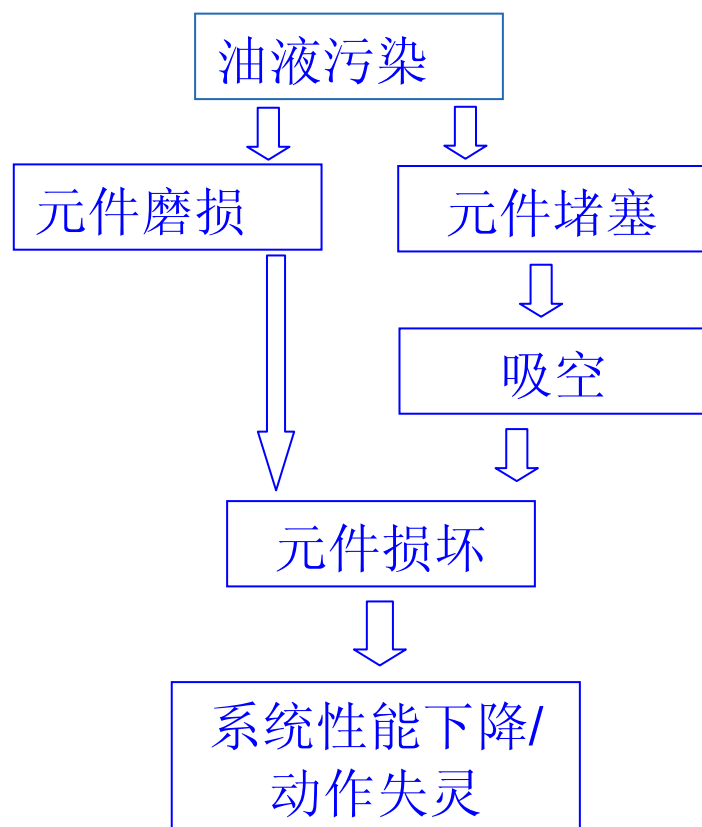 油液污染
元件磨损
元件堵塞
吸空
元件损坏
系统性能下降/
动作失灵